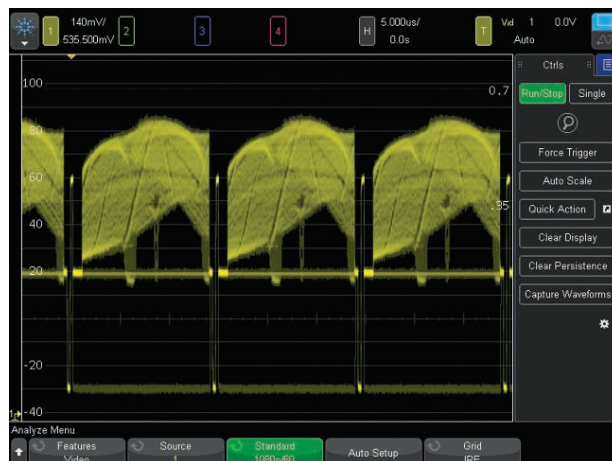 1 140mV/ 2 3 4 H 5.000us/ T Vid 1 0.0V
535.500mV 0.0s Auto
Ctrls
100
0.7
Run/Stop Single
80
Force Trigger
60
Auto Scale
.35
40
Quick Action
Clear Display
20
Clear Persistence
Capture Waveforms
-20
-40
Analyze Menu
Features Source Standard Auto Setup Grid
Video 1 1080p/60 IRE